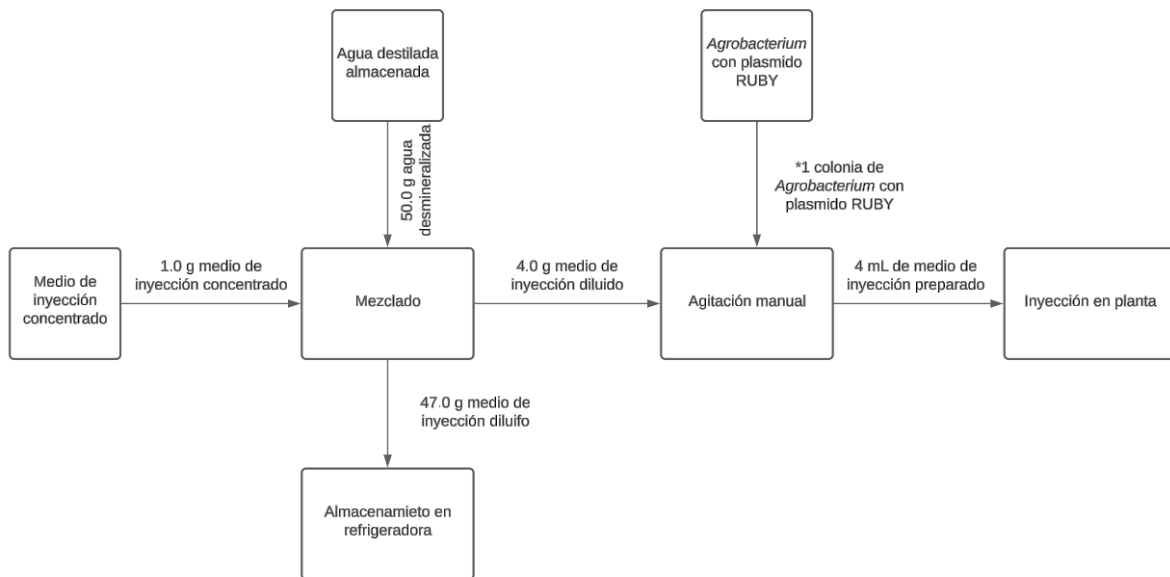 Agua destilada
almacenada
Agrobacterium
con plasmido
RUBY
50.0 g agua
desmineralizada
*1 colonia de
Agrobacterium con
plasmido RUBY
Medio de
inyección
concentrado
1.0 g medio de
inyección concentrado
Mezclado
4.0 g medio de
inyección diluido
Agitación manual
4 mL de medio de
inyección preparado
Inyección en planta
47.0 g medio de
inyección diluifo
Almacenamieto en
refrigeradora